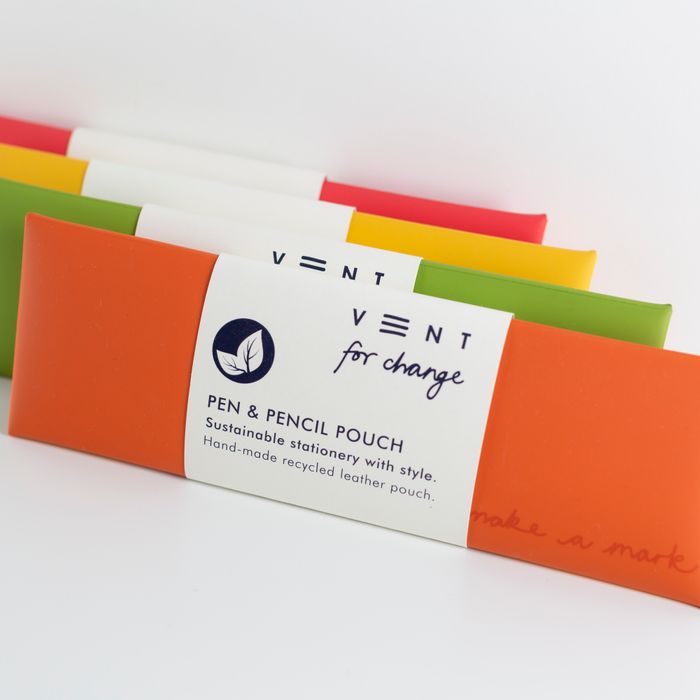 VENT
VENT
for change
PEN & PENCIL POUCH
Sustainable stationery with style.
Hand-made recycled leather pouch.
make a mark